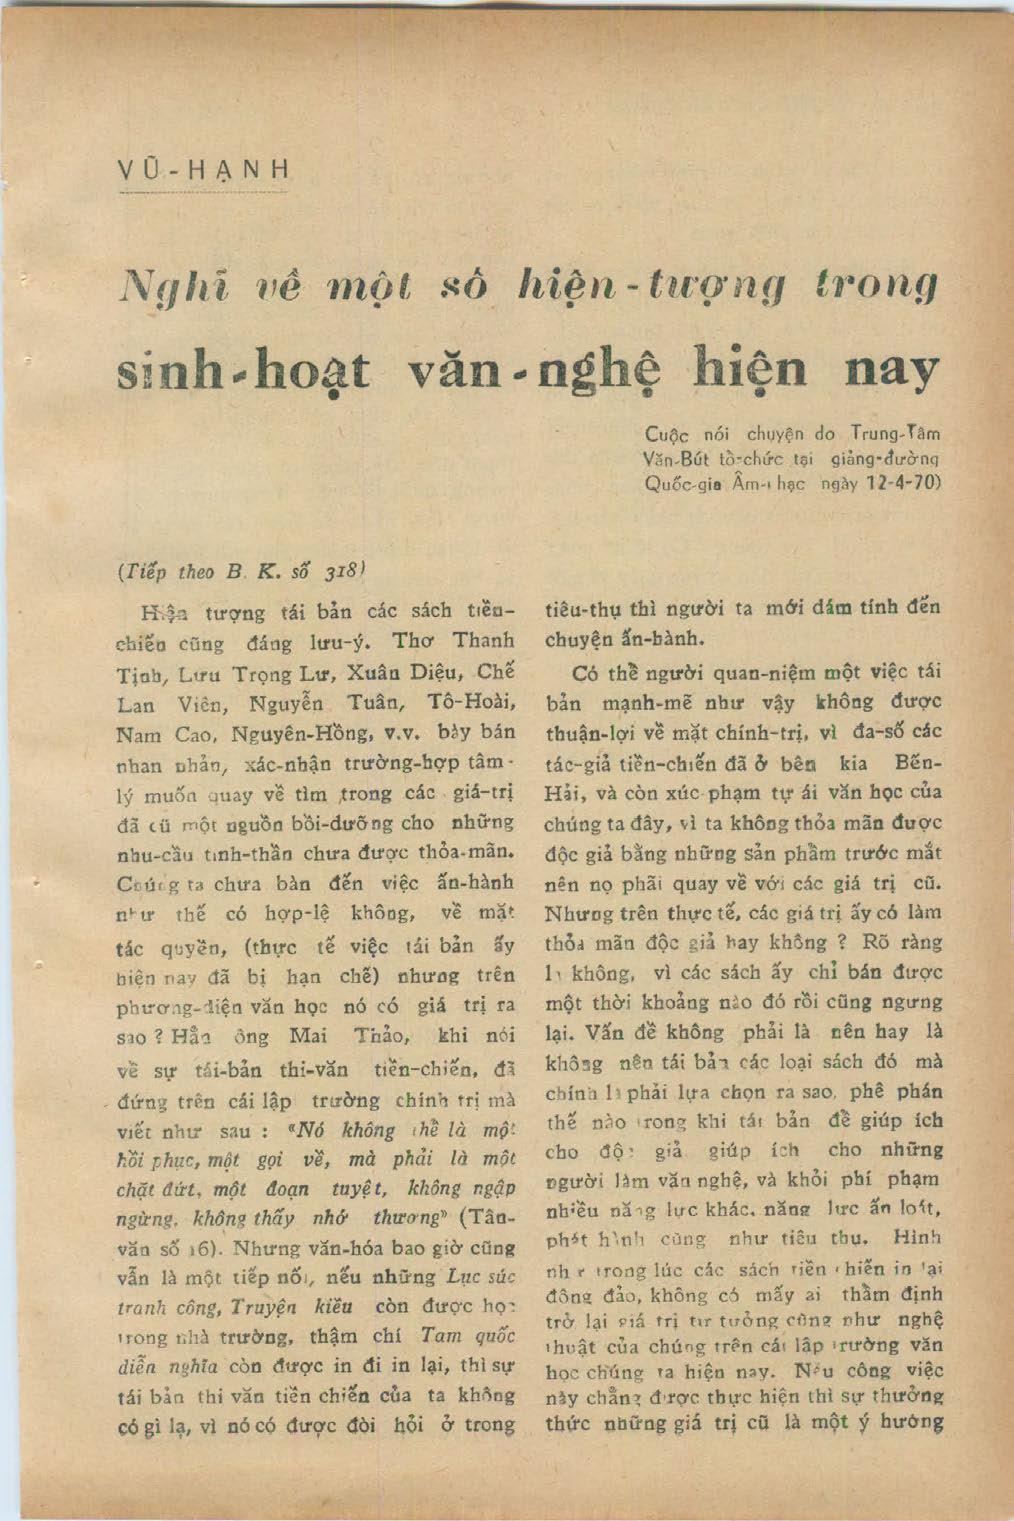 VŨ-HẠNH
Nghĩ về một số hiện-tượng trong
sinh-hoạt văn-nghệ hiện nay
Cuộc nói chuyện do Trung-Tâm
Văn-Bút tổ-chức tại giảng-đường
Quốc-gia Âm-nhạc ngày 12-4-70)
(Tiếp theo B. K. số 318)
Hiện tượng tái bản các sách tiền-
chiến cũng đáng lưu-ý. Thơ Thanh
Tịnh, Lưu Trọng Lư, Xuân Diệu, Chế
Lan Viên, Nguyễn Tuân, Tô-Hoài,
Nam Cao, Nguyên-Hồng, v.v. bày bán
nhan nhản, xác-nhận trường-hợp tâm-
lý muốn quay về tìm trong các giá-trị
đã cũ một nguồn bồi-dưỡng cho những
nhu-cầu tinh-thần chưa được thỏa-mãn.
Chúng ta chưa bàn đến việc ấn-hành
như thế có hợp-lệ không, về mặt
tác quyền, (thực tế việc tái bản ấy
hiện nay đã bị hạn chế) nhưng trên
phương-diện văn học nó có giá trị ra
sao ? Hẳn ông Mai Thảo, khi nói
về sự tái-bản thi-văn tiền-chiến, đã
đứng trên cái lập trường chính trị mà
viết như sau : «Nó không thể là một
hồi phục, một gọi về, mà phải là một
chặt đứt, một đoạn tuyệt, không ngập
ngừng, không thấy nhớ thương» (Tân-
văn số 16). Nhưng văn-hóa bao giờ cũng
vẫn là một tiếp nối, nếu những Lục súc
tranh công, Truyện kiều còn được học
trong nhà trường, thậm chí Tam quốc
diễn nghĩa còn được in đi in lại, thì sự
tái bản thi văn tiền chiến của ta không
có gì lạ, vì nó có được đòi hỏi ở trong
tiêu-thụ thì người ta mới dám tính đến
chuyện ấn-hành.
Có thể người quan-niệm một việc tái
bản mạnh-mẽ như vậy không được
thuận-lợi về mặt chính-trị, vì đa-số các
tác-giả tiền-chiến đã ở bên kia Bến-
Hải, và còn xúc phạm tự ái văn học của
chúng ta đây, vì ta không thỏa mãn được
độc giả bằng những sản phẩm trước mắt
nên nọ phãi quay về với các giá trị cũ.
Nhưng trên thực tế, các giá trị ấy có làm
thỏa mãn độc giả hay không ? Rõ ràng
là không, vì các sách ấy chỉ bán được
một thời khoảng nào đó rồi cũng ngưng
lại. Vấn đề không phải là nên hay là
không nên tái bản các loại sách đó mà
chính là phải lựa chọn ra sao, phê phán
thế nào trong khi tái bản để giúp ích
cho độc giả giúp ích cho những
người làm văn nghệ, và khỏi phí phạm
nhiều năng lực khác, năng lực ấn loát,
phát hình cũng như tiêu thụ. Hình
như trong lúc các sách tiền chiến in lại
đông đảo, không có mấy ai thẩm định
trở lại giá trị tư tưởng cũng như nghệ
thuật của chúng trên cái lập trường văn
học chúng ta hiện nay. Nếu công việc
này chẳng được thực hiện thì sự thưởng
thức những giá trị cũ là một ý hướng